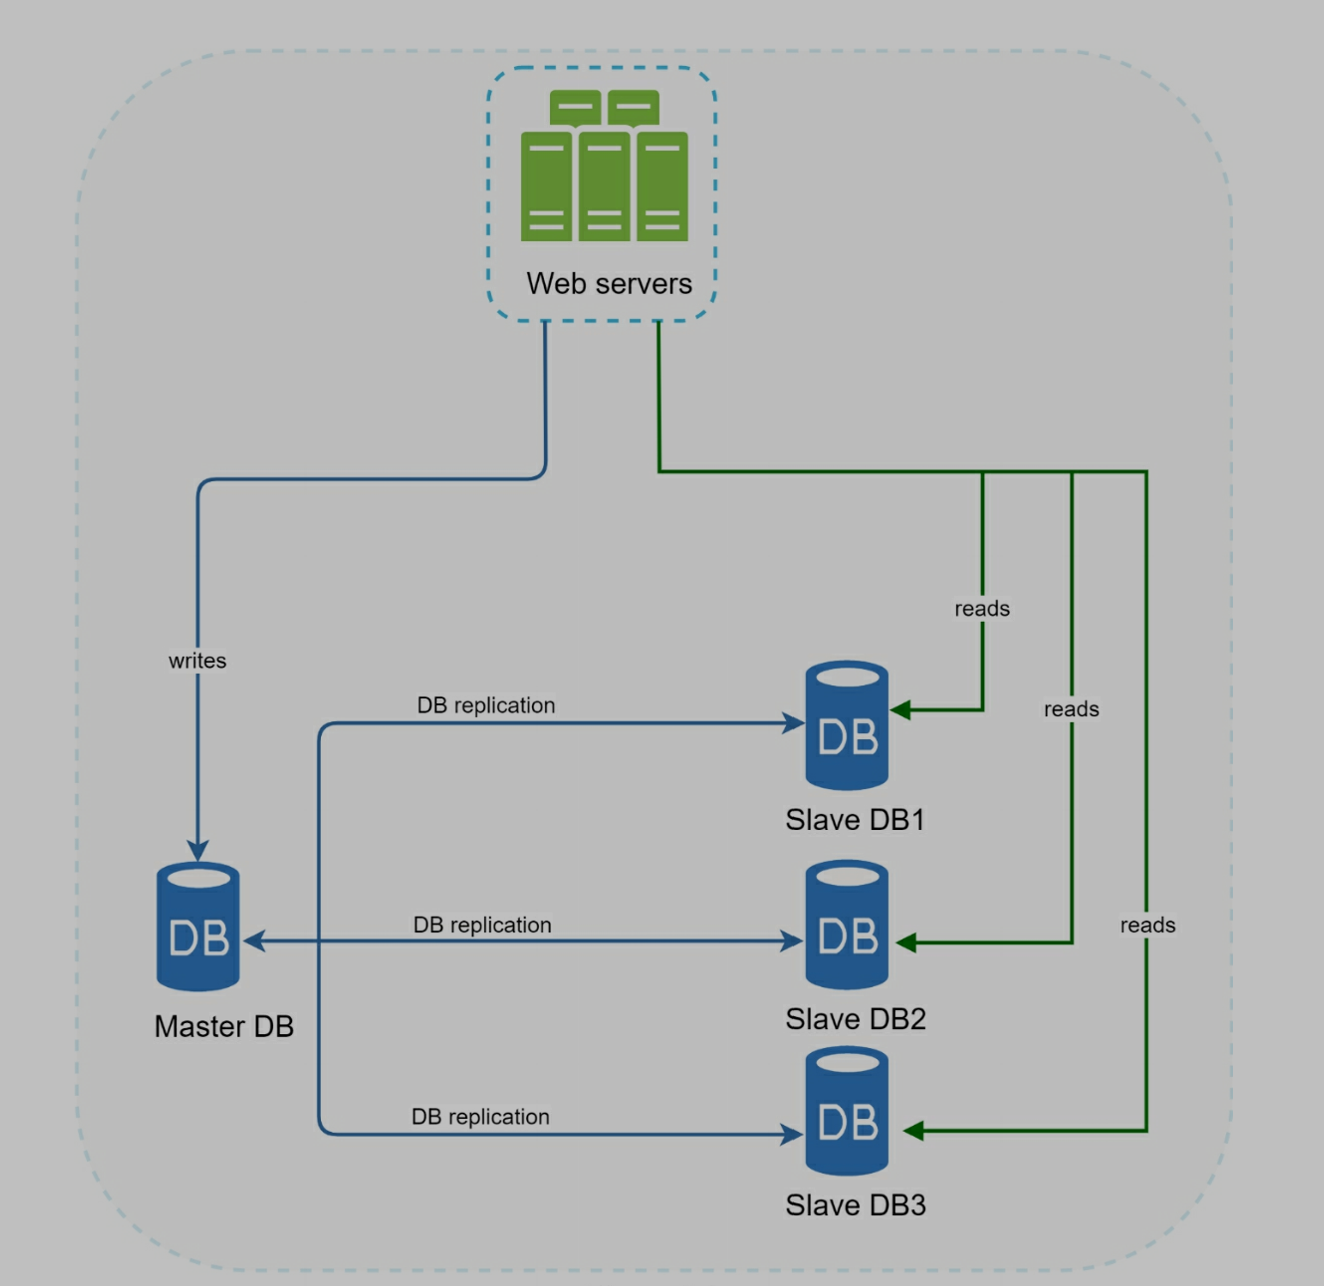 Web servers
reads
writes
DB replication
reads
DB
Slave DB1
DB replication
reads
DB
DB
Master DB
Slave DB2
DB replication
DB
Slave DB3